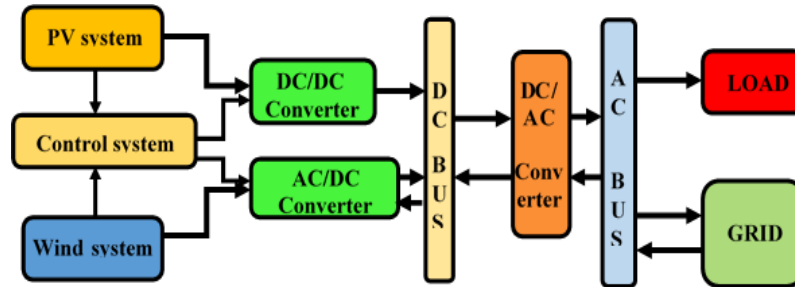 PV system
DC/DC
Converter
Control system
AC/DC
Converter
Wind system
D
C
B
U
S
DC/
AC
Conv
erter
A
C
B
U
S
LOAD
GRID